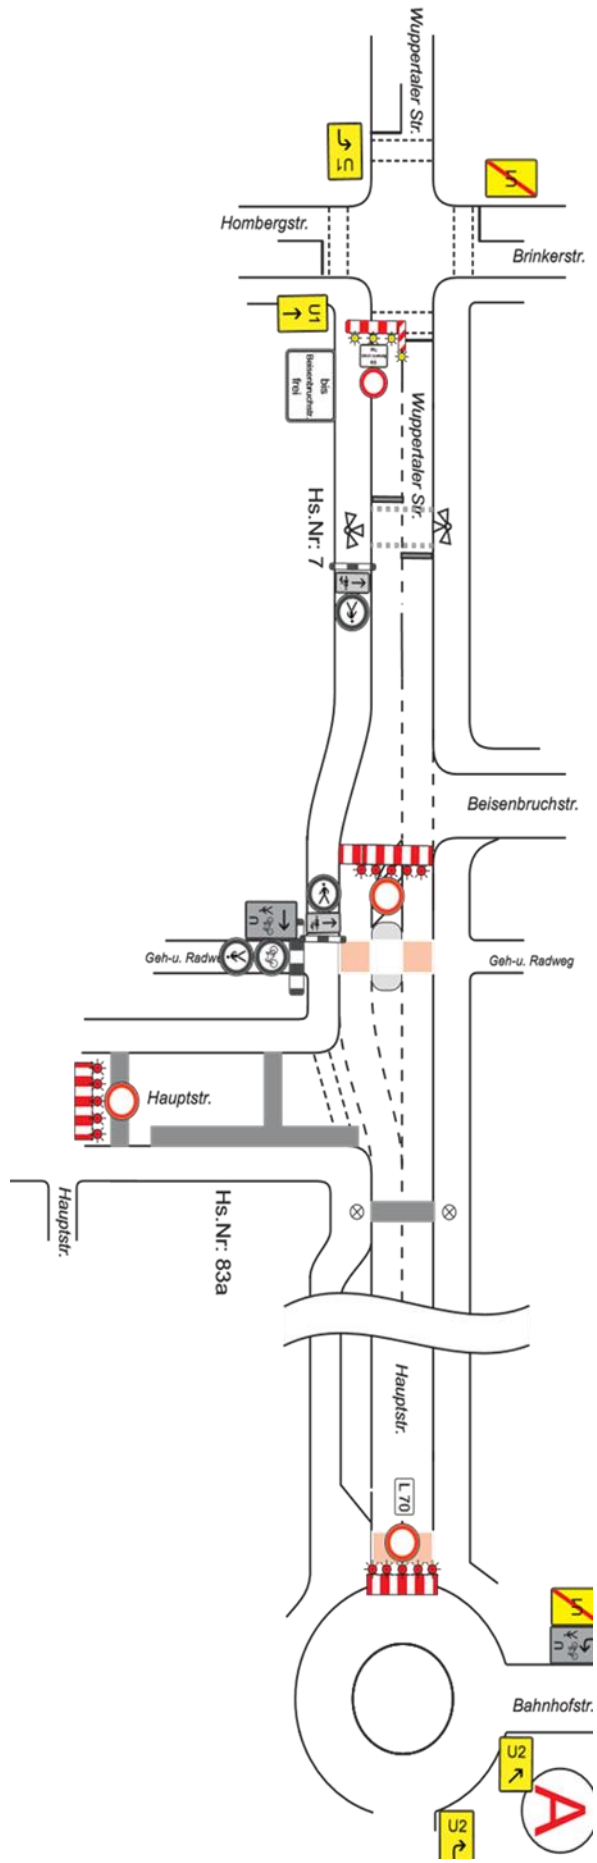 Wuppertaler Str.
U1
U
Hombergstr.
Brinkerstr.
U1
bis
Beisenbruchstr.
frei
Wuppertaler Str.
Hs.Nr: 7
Beisenbruchstr.
U
Geh-u. Radweg
Geh-u. Radweg
Hauptstr.
Hauptstr.
Hs.Nr: 83a
Hauptstr.
L 70
U
U
Bahnhofstr.
U2
A
U2